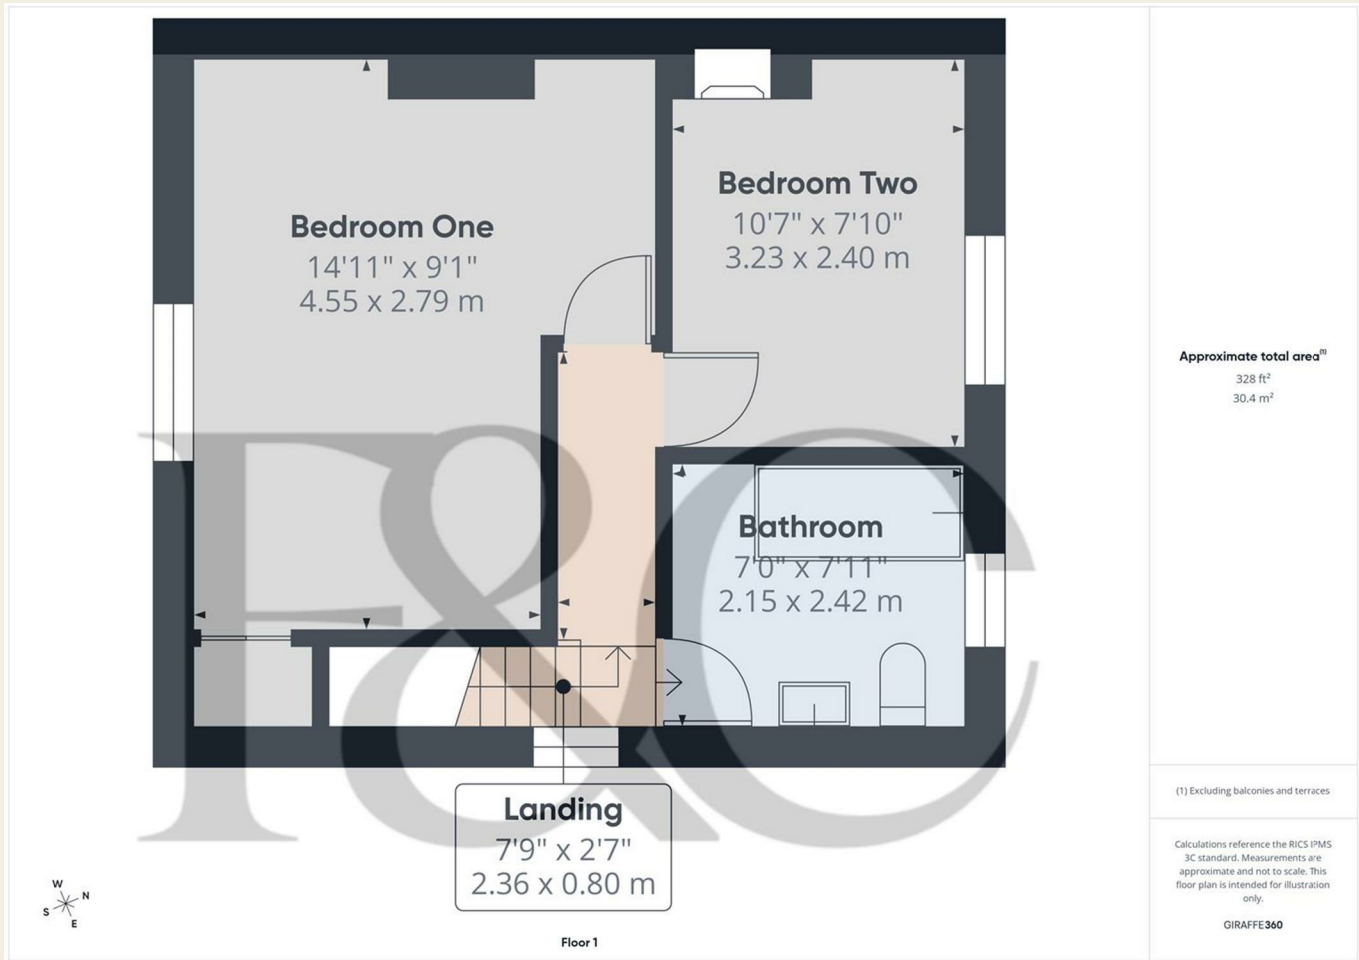 Bedroom One
14'11" x 9'1"
4.55 x 2.79 m
Bedroom Two
10'7" x 7'10"
3.23 x 2.40 m
Bathroom
7'0" x 7'11"
2.15 x 2.42 m
Landing
7'9" x 2'7"
2.36 x 0.80 m
F&C
W
N
S
E
Floor 1
Approximate total area(1)
328 ft²
30.4 m²
(1) Excluding balconies and terraces
Calculations reference the RICS IPMS
3C standard. Measurements are
approximate and not to scale. This
floor plan is intended for illustration
only.
GIRAFFE360